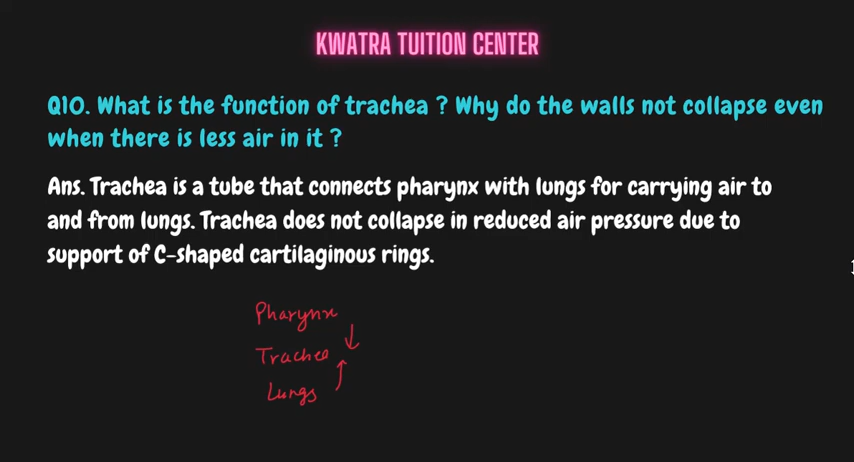 KWATRA TUITION CENTER
Q10. What is the function of trachea ? Why do the walls not collapse even
when there is less air in it ?
Ans. Trachea is a tube that connects pharynx with lungs for carrying air to
and from lungs. Trachea does not collapse in reduced air pressure due to
support of C-shaped cartilaginous rings.
Pharynx
Trachea
Lungs